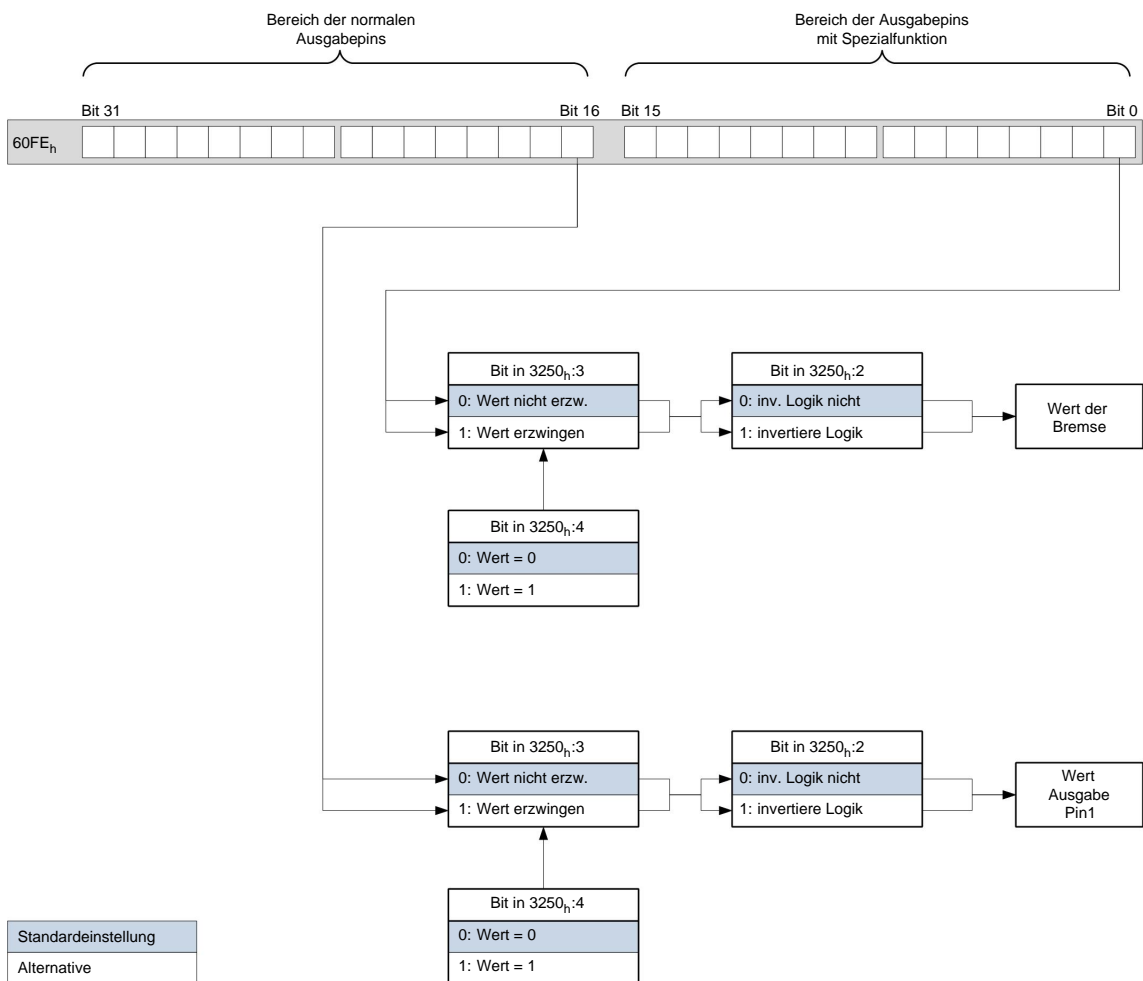 Bereich der normalen
Ausgabepins
Bereich der Ausgabepins
mit Spezialfunktion
Bit 31
Bit 16
Bit 15
Bit 0
60FEh
Bit in 3250h:3
0: Wert nicht erzw.
1: Wert erzwingen
Bit in 3250h:2
0: inv. Logik nicht
1: invertiere Logik
Wert der
Bremse
Bit in 3250h:4
0: Wert = 0
1: Wert = 1
Bit in 3250h:3
0: Wert nicht erzw.
1: Wert erzwingen
Bit in 3250h:2
0: inv. Logik nicht
1: invertiere Logik
Wert
Ausgabe
Pin1
Bit in 3250h:4
0: Wert = 0
1: Wert = 1
Standardeinstellung
Alternative